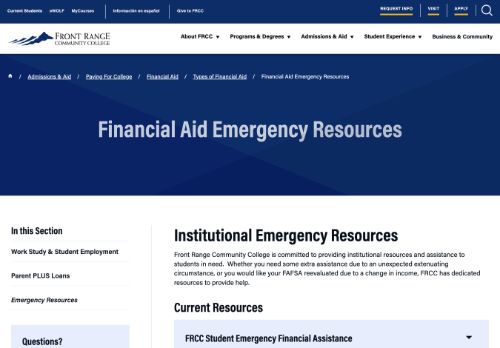 Current Students eWOLF MyCourses Información en español Give to FRCC REQUEST INFO VISIT APPLY
FRONT RANGE
COMMUNITY COLLEGE
About FRCC Programs & Degrees Admissions & Aid Student Experience Business & Community
/ Admissions & Aid / Paying For College / Financial Aid / Types of Financial Aid / Financial Aid Emergency Resources
Financial Aid Emergency Resources
In this Section
Work Study & Student Employment
Parent PLUS Loans
Emergency Resources
Questions?
Institutional Emergency Resources
Front Range Community College is committed to providing institutional resources and assistance to
students in need. Whether you need some extra assistance due to an unexpected extenuating
circumstance, or you would like your FAFSA reevaluated due to a change in income, FRCC has dedicated
resources to provide help.
Current Resources
FRCC Student Emergency Financial Assistance